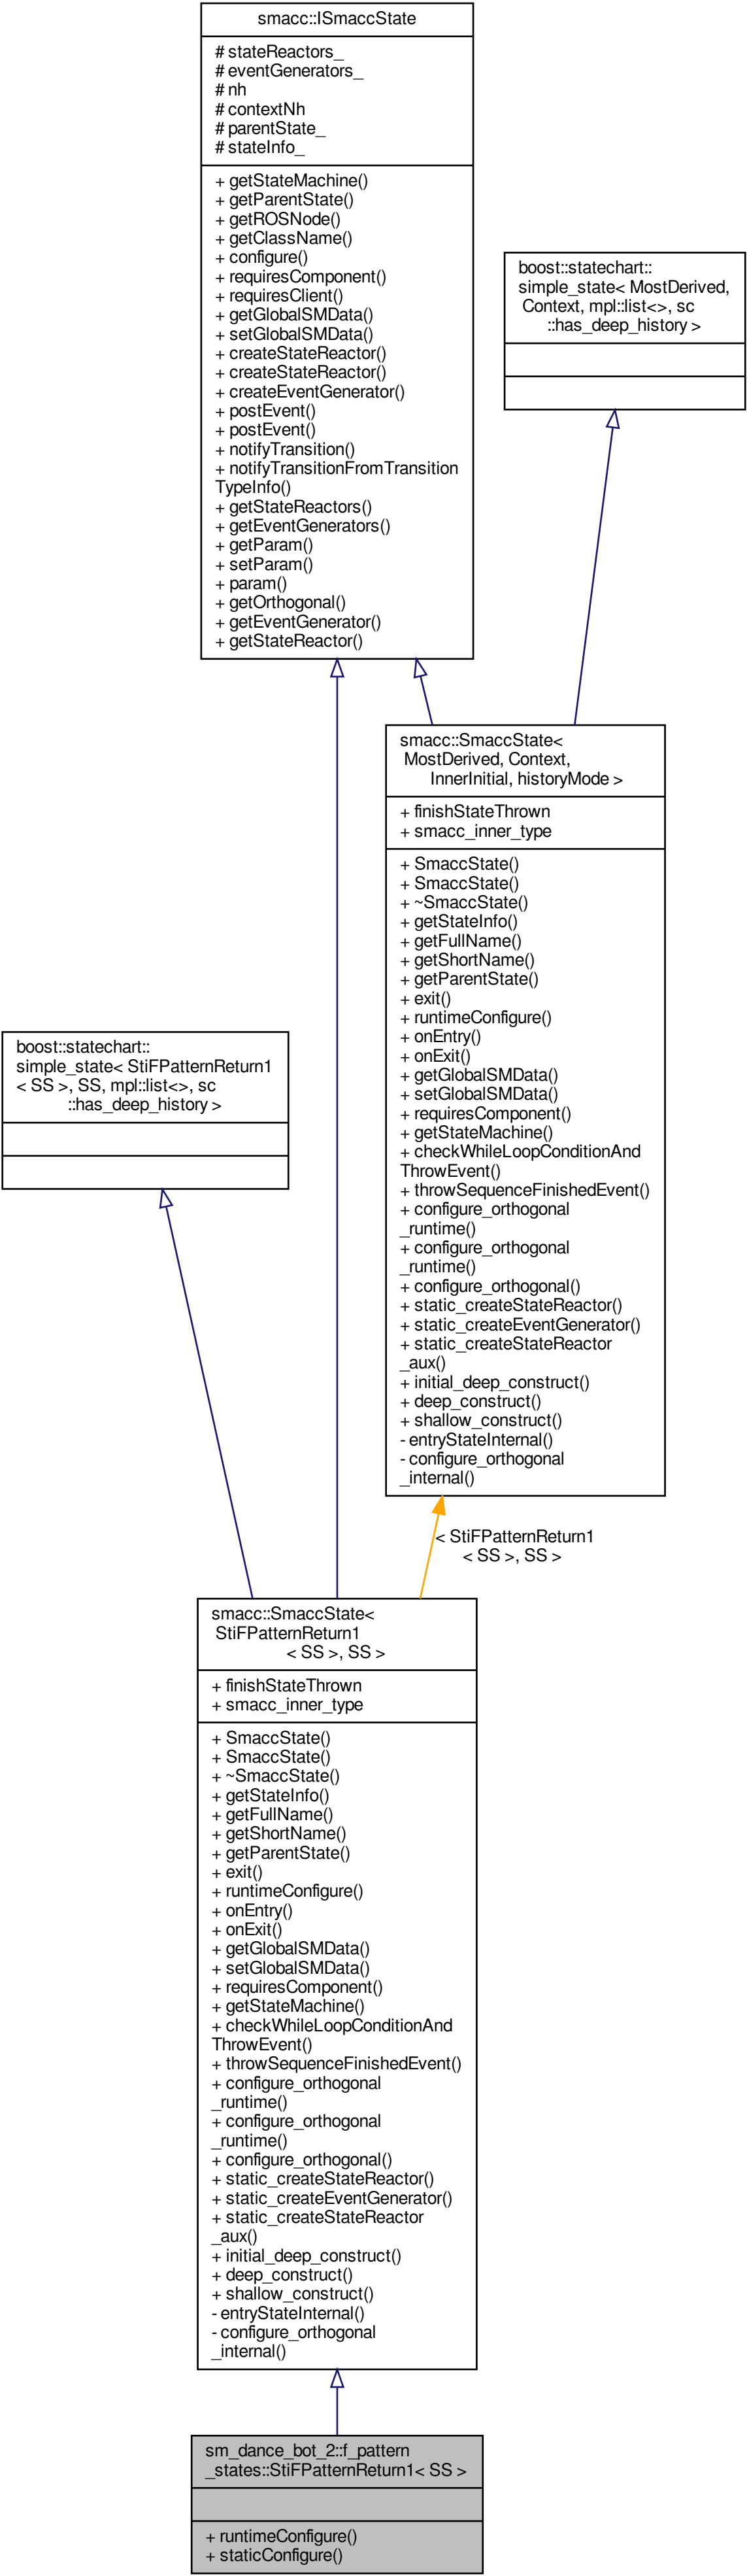 smacc::ISmaccState
# stateReactors_
# eventGenerators_
# nh
# contextNh
# parentState_
# stateInfo_
+ getStateMachine()
+ getParentState()
+ getROSNode()
+ getClassName()
+ configure()
+ requiresComponent()
+ requiresClient()
+ getGlobalSMData()
+ setGlobalSMData()
+ createStateReactor()
+ createStateReactor()
+ createEventGenerator()
+ postEvent()
+ postEvent()
+ notifyTransition()
+ notifyTransitionFromTransition
TypeInfo()
+ getStateReactors()
+ getEventGenerators()
+ getParam()
+ setParam()
+ param()
+ getOrthogonal()
+ getEventGenerator()
+ getStateReactor()
boost::statechart::
simple_state< MostDerived,
Context, mpl::list<>, sc
::has_deep_history >
smacc::SmaccState<
MostDerived, Context,
InnerInitial, historyMode >
+ finishStateThrown
+ smacc_inner_type
+ SmaccState()
+ SmaccState()
+ ~SmaccState()
+ getStateInfo()
+ getFullName()
+ getShortName()
+ getParentState()
+ exit()
+ runtimeConfigure()
+ onEntry()
+ onExit()
+ getGlobalSMData()
+ setGlobalSMData()
+ requiresComponent()
+ getStateMachine()
+ checkWhileLoopConditionAnd
ThrowEvent()
+ throwSequenceFinishedEvent()
+ configure_orthogonal
_runtime()
+ configure_orthogonal
_runtime()
+ configure_orthogonal()
+ static_createStateReactor()
+ static_createEventGenerator()
+ static_createStateReactor
_aux()
+ initial_deep_construct()
+ deep_construct()
+ shallow_construct()
- entryStateInternal()
- configure_orthogonal
_internal()
boost::statechart::
simple_state< StiFPatternReturn1
< SS >, SS, mpl::list<>, sc
::has_deep_history >
< StiFPatternReturn1
< SS >, SS >
smacc::SmaccState<
StiFPatternReturn1
< SS >, SS >
+ finishStateThrown
+ smacc_inner_type
+ SmaccState()
+ SmaccState()
+ ~SmaccState()
+ getStateInfo()
+ getFullName()
+ getShortName()
+ getParentState()
+ exit()
+ runtimeConfigure()
+ onEntry()
+ onExit()
+ getGlobalSMData()
+ setGlobalSMData()
+ requiresComponent()
+ getStateMachine()
+ checkWhileLoopConditionAnd
ThrowEvent()
+ throwSequenceFinishedEvent()
+ configure_orthogonal
_runtime()
+ configure_orthogonal
_runtime()
+ configure_orthogonal()
+ static_createStateReactor()
+ static_createEventGenerator()
+ static_createStateReactor
_aux()
+ initial_deep_construct()
+ deep_construct()
+ shallow_construct()
- entryStateInternal()
- configure_orthogonal
_internal()
sm_dance_bot_2::f_pattern
_states::StiFPatternReturn1< SS >
+ runtimeConfigure()
+ staticConfigure()